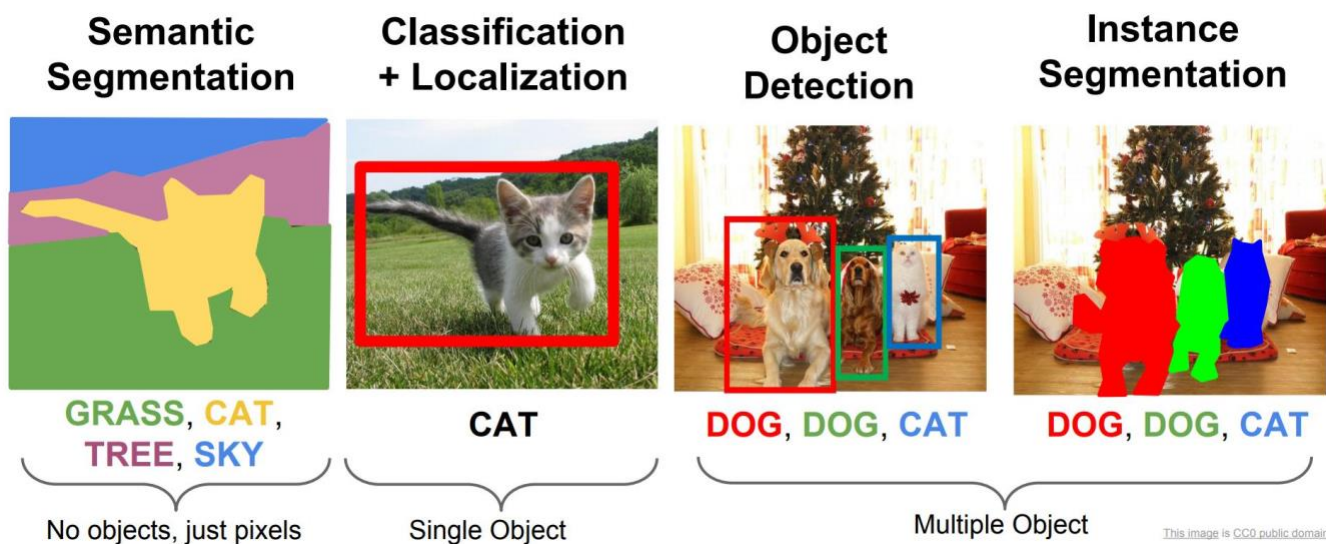 Semantic
Segmentation
Classification
+ Localization
Object
Detection
Instance
Segmentation
GRASS, CAT,
TREE, SKY
CAT
DOG, DOG, CAT
DOG, DOG, CAT
No objects, just pixels
Single Object
Multiple Object
This image is CC0 public domain